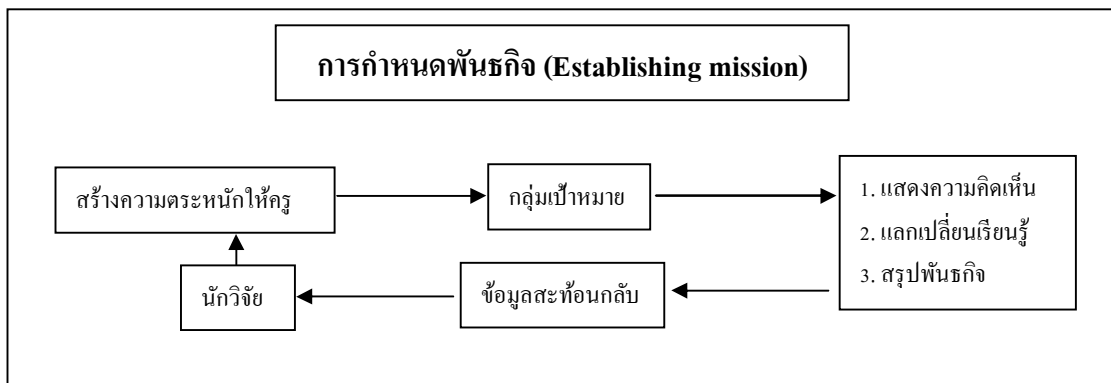 การกำหนดพันธกิจ (Establishing mission)
สร้างความตระหนักให้ครู
กลุ่มเป้าหมาย
1. แสดงความคิดเห็น
2. แลกเปลี่ยนเรียนรู้
3. สรุปพันธกิจ
นักวิจัย
ข้อมูลสะท้อนกลับ